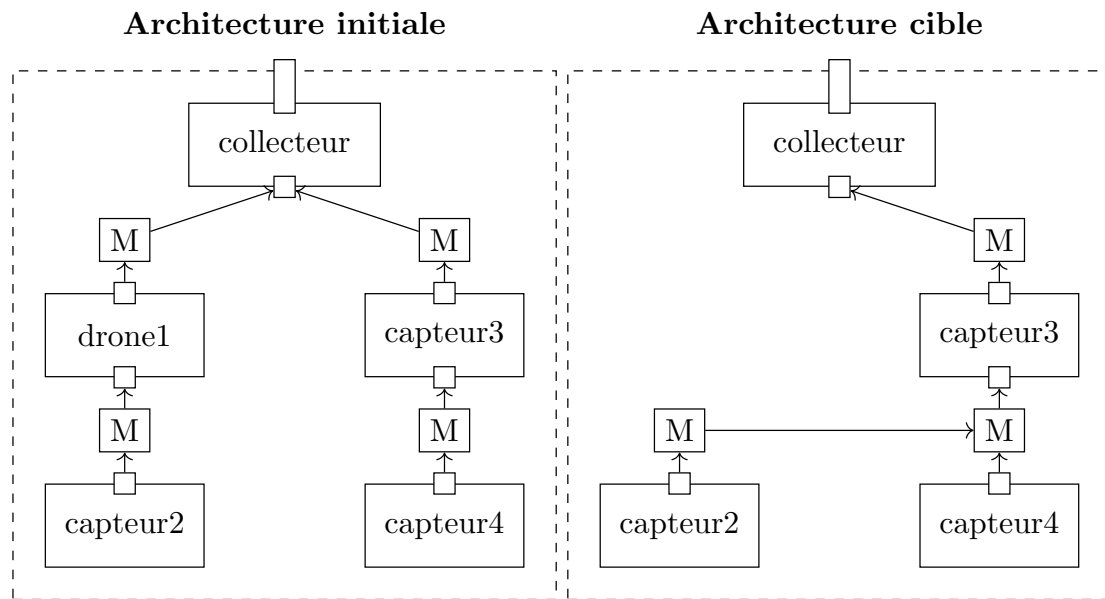 Architecture initiale
collecteur
M
M
drone1
capteur3
M
M
capteur2
capteur4
Architecture cible
collecteur
M
capteur3
M
M
capteur2
capteur4